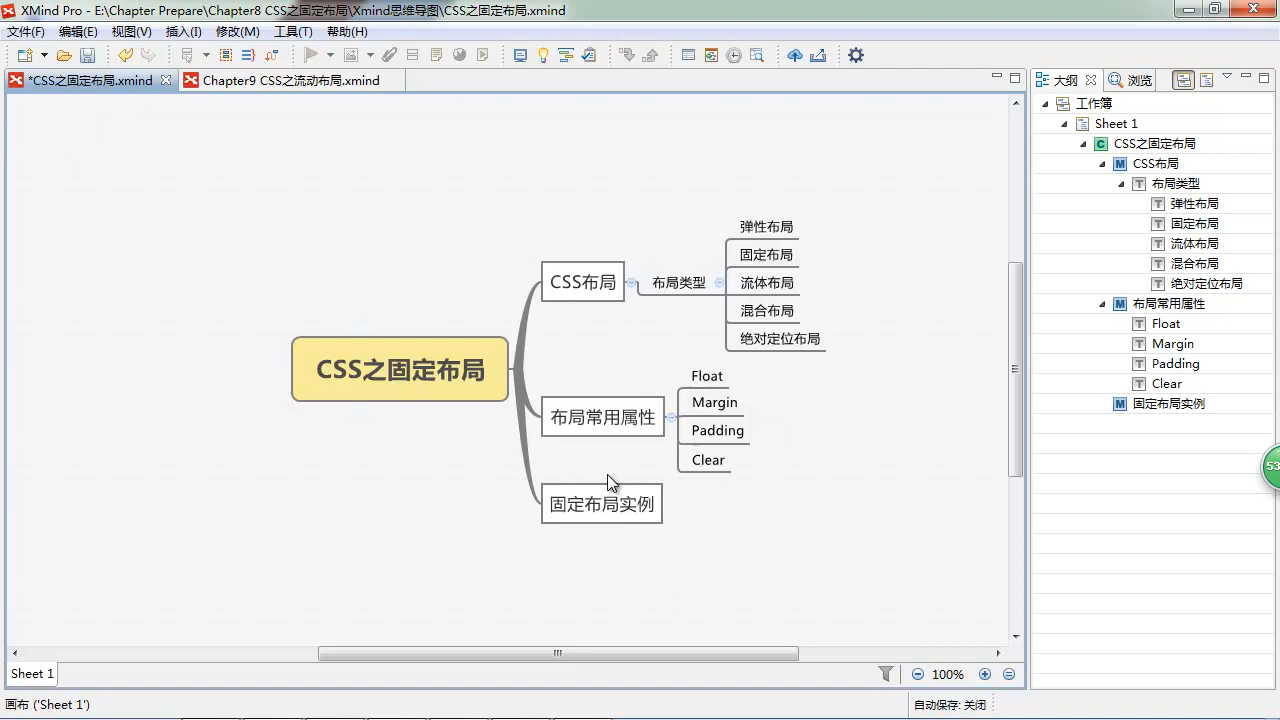 XMind Pro - E:\Chapter Prepare\Chapter8 CSS之固定布局\Xmind思维导图\CSS之固定布局.xmind
文件(F) 编辑(E) 视图(V) 插入(I) 修改(M) 工具(T) 帮助(H)
*CSS之固定布局.xmind
Chapter9 CSS之流动布局.xmind
大纲
浏览
CSS之固定布局
CSS布局
布局类型
弹性布局
固定布局
流体布局
混合布局
绝对定位布局
布局常用属性
Float
Margin
Padding
Clear
固定布局实例
工作簿
Sheet 1
C CSS之固定布局
M CSS布局
T 布局类型
T 弹性布局
T 固定布局
T 流体布局
T 混合布局
T 绝对定位布局
M 布局常用属性
T Float
T Margin
T Padding
T Clear
M 固定布局实例
53
Sheet 1
100%
画布 ('Sheet 1')
自动保存: 关闭